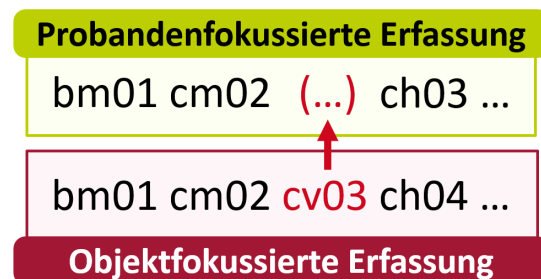 Probandenfokussierte Erfassung
bm01 cm02 (...) ch03 ...
bm01 cm02 cv03 ch04 ...
Objektfokussierte Erfassung